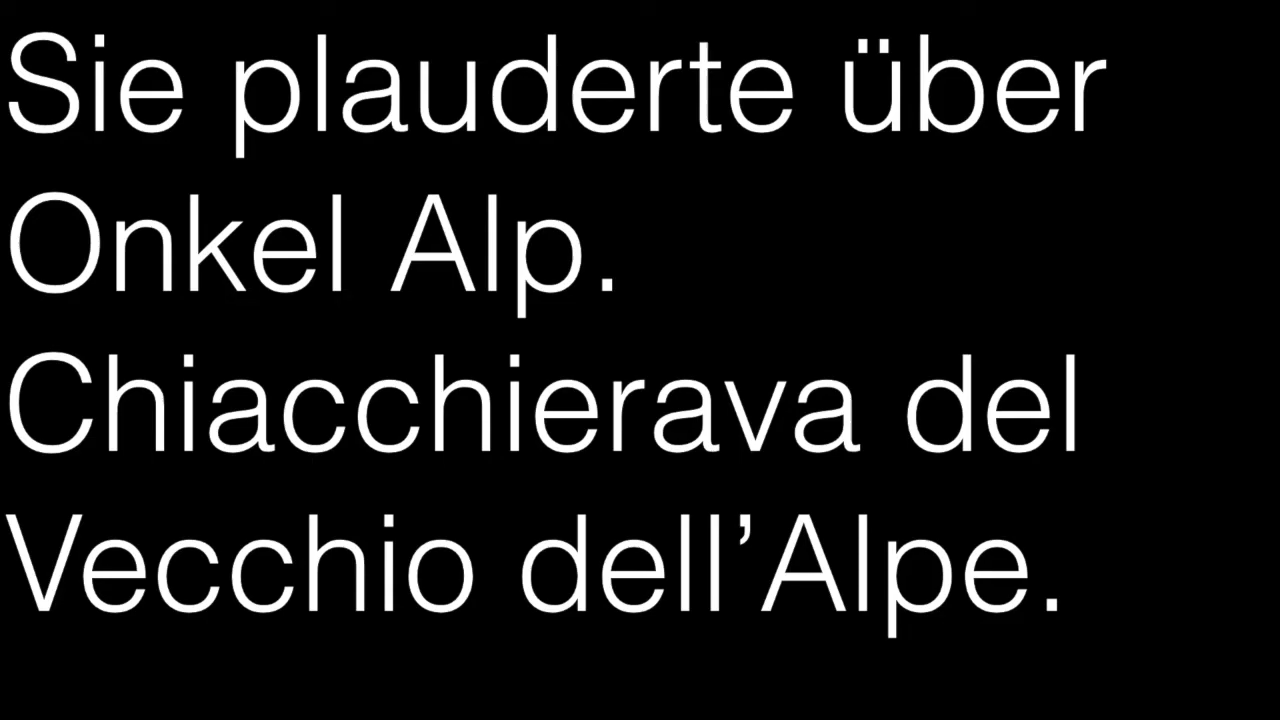 Sie plauderte über
Onkel Alp.
Chiacchierava del
Vecchio dell’Alpe.